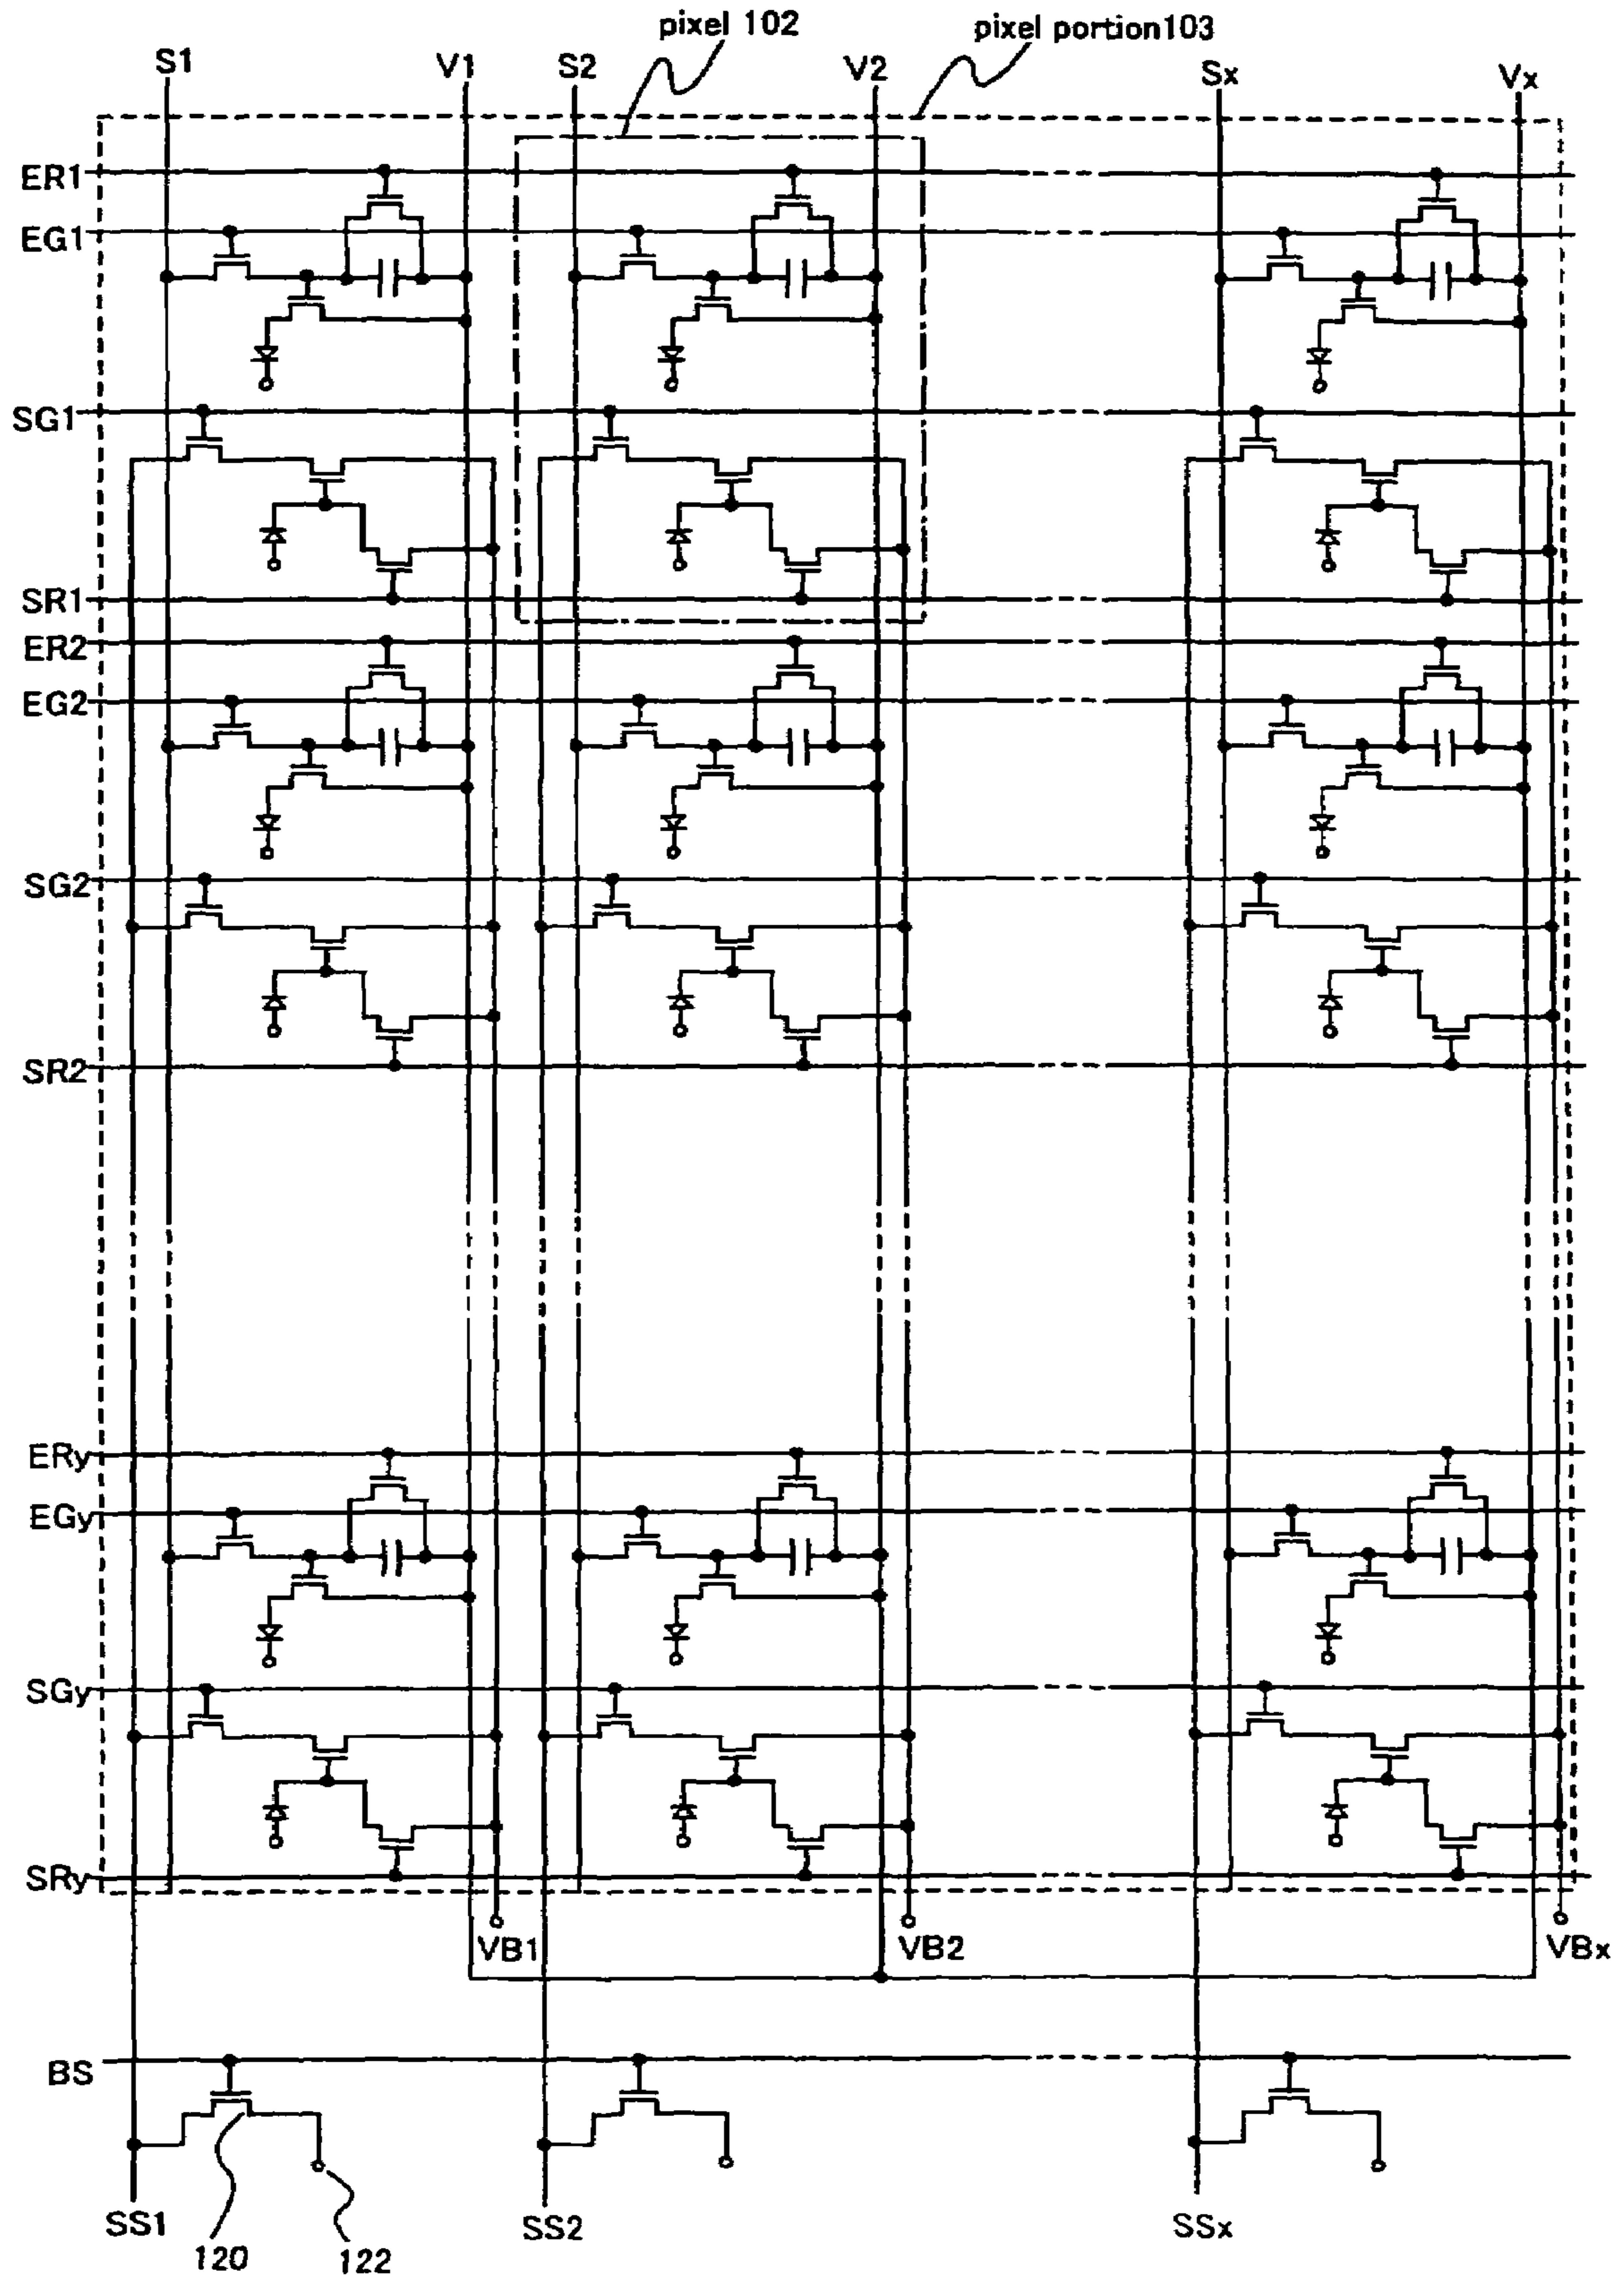 pixel 102
pixel portion103
S1
V1
S2
V2
Sx
Vx
ER1
EG1
SG1
SR1
ER2
EG2
SG2
SR2
ERy
EGy
SGy
SRy
VB1
VB2
VBx
BS
SS1
SS2
SSx
120
122